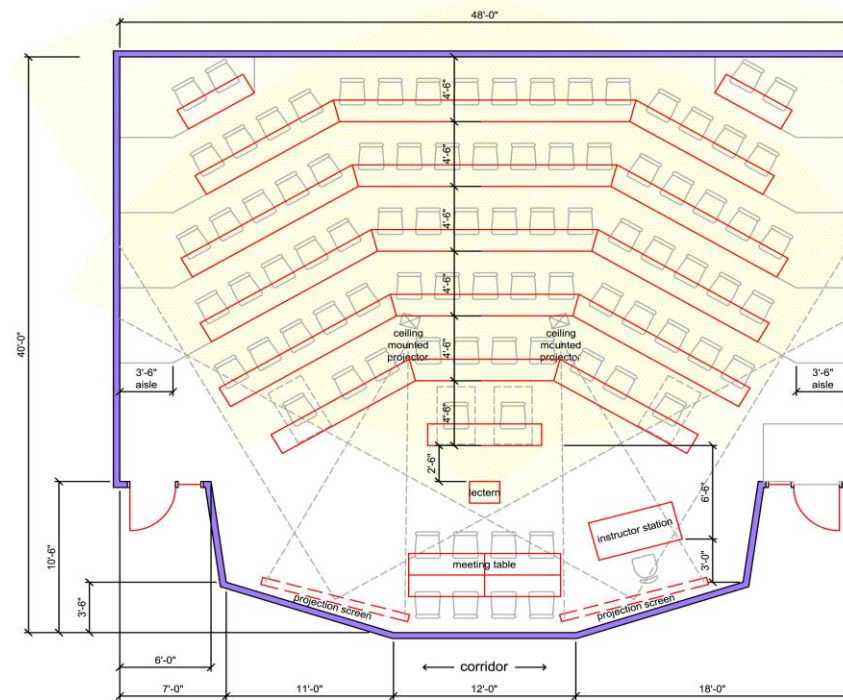 48'-0"
4'-6"
4'-6"
4'-6"
4'-6"
4'-6"
4'-6"
40'-0"
ceiling
mounted
projector
ceiling
mounted
projector
3'-6"
aisle
3'-6"
aisle
2'-6"
6'-6"
lectern
instructor station
10'-6"
meeting table
3'-0"
3'-6"
projection screen
projection screen
6'-0"
corridor
7'-0"
11'-0"
12'-0"
18'-0"